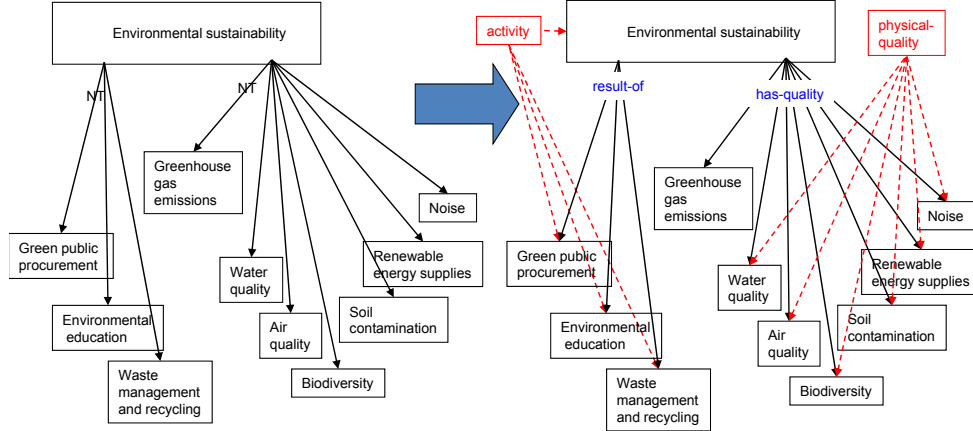 Environmental sustainability
NT
NT
Greenhouse
gas
emissions
Noise
Green public
procurement
Water
quality
Renewable
energy supplies
Environmental
education
Air
quality
Soil
contamination
Waste
management
and recycling
Biodiversity
activity
Environmental sustainability
physical-
quality
result-of
has-quality
Greenhouse
gas
emissions
Noise
Green public
procurement
Water
quality
Renewable
energy supplies
Environmental
education
Air
quality
Soil
contamination
Waste
management
and recycling
Biodiversity